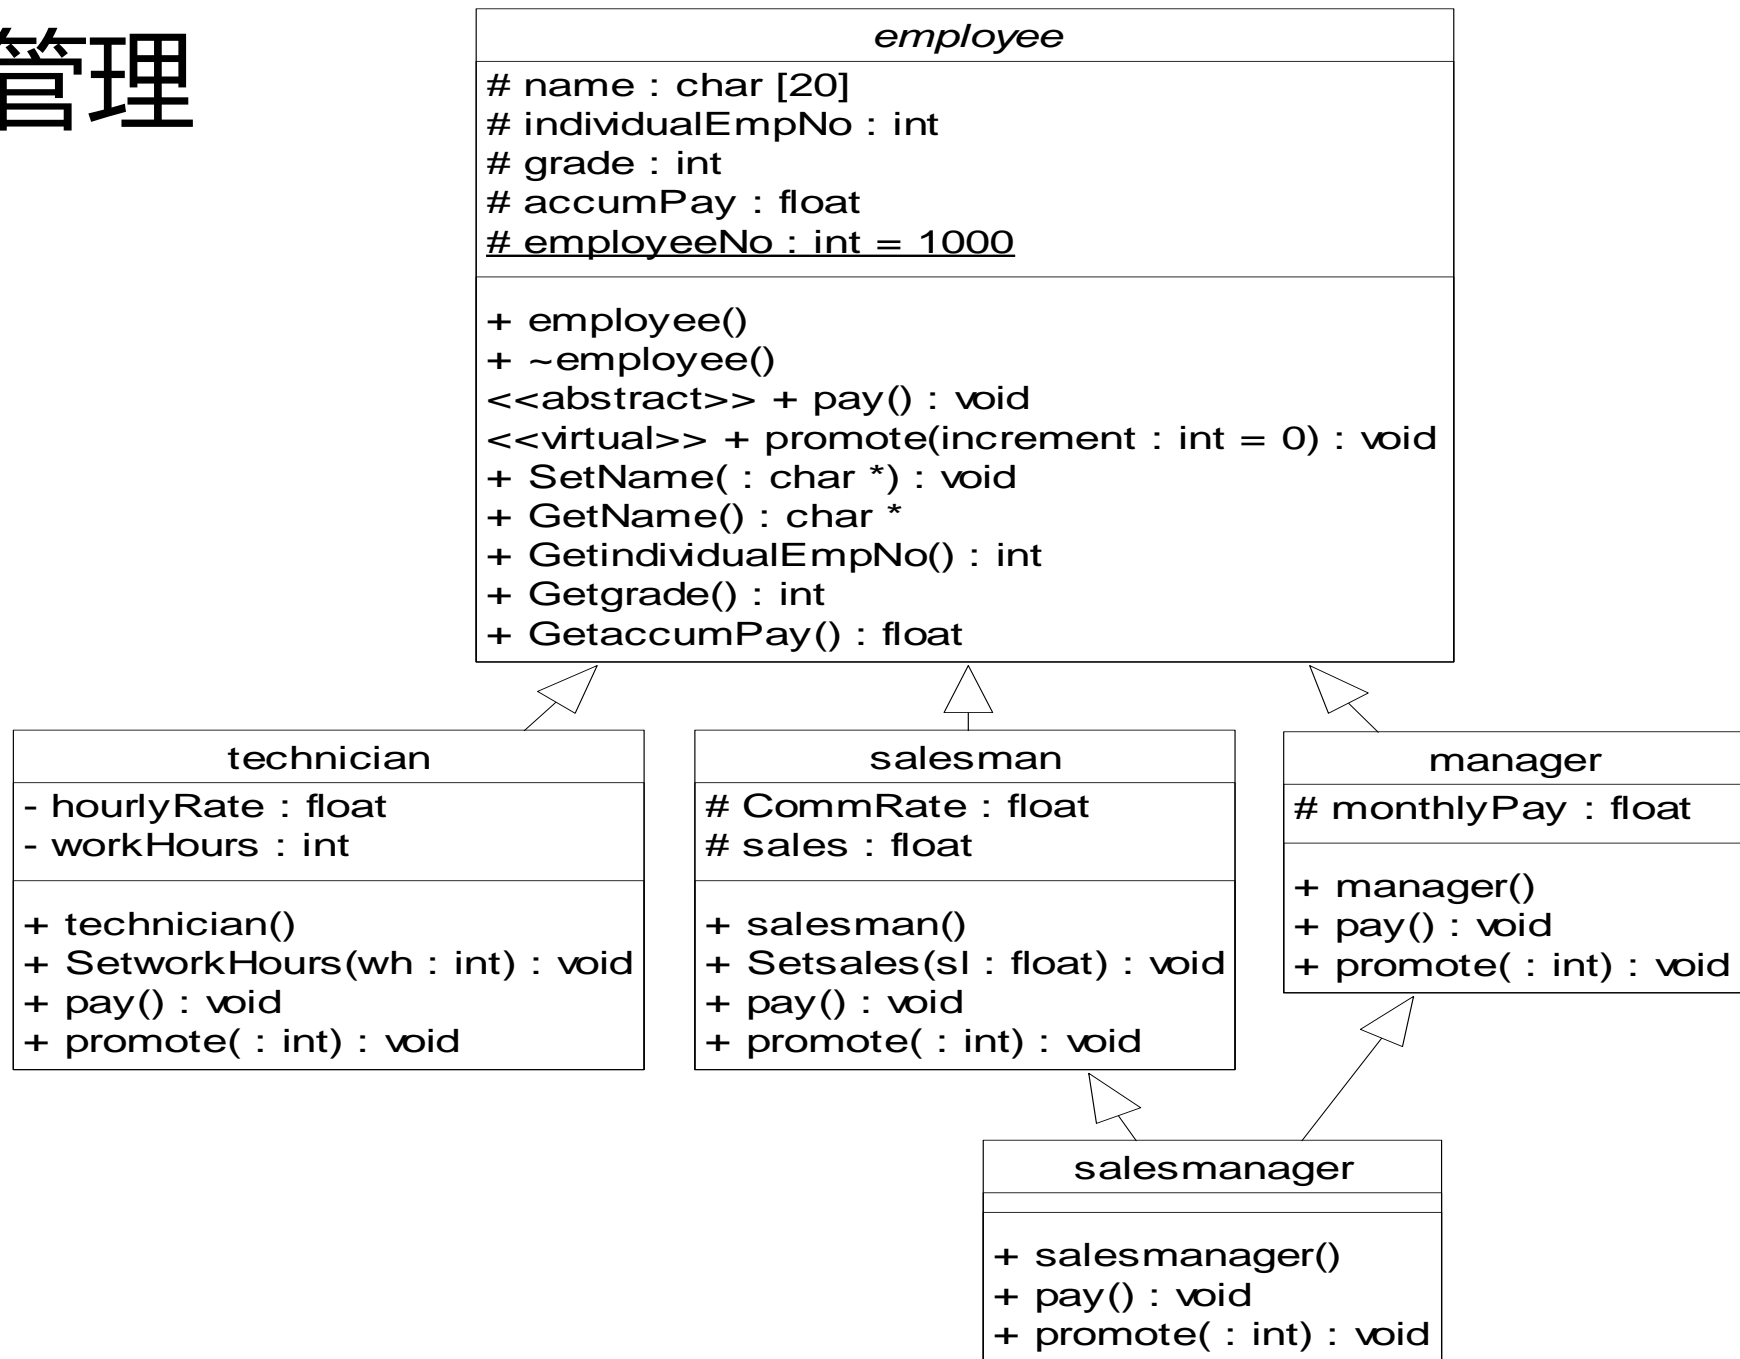 管理
employee
# name : char [20]
# individualEmpNo : int
# grade : int
# accumPay : float
# employeeNo : int = 1000
+ employee()
+ ~employee()
<<abstract>> + pay() : void
<<virtual>> + promote(increment : int = 0) : void
+ SetName( : char *) : void
+ GetName() : char *
+ GetindividualEmpNo() : int
+ Getgrade() : int
+ GetaccumPay() : float
technician
- hourlyRate : float
- workHours : int
+ technician()
+ SetworkHours(wh : int) : void
+ pay() : void
+ promote( : int) : void
salesman
# CommRate : float
# sales : float
+ salesman()
+ Setsales(sl : float) : void
+ pay() : void
+ promote( : int) : void
manager
# monthlyPay : float
+ manager()
+ pay() : void
+ promote( : int) : void
salesmanager
+ salesmanager()
+ pay() : void
+ promote( : int) : void